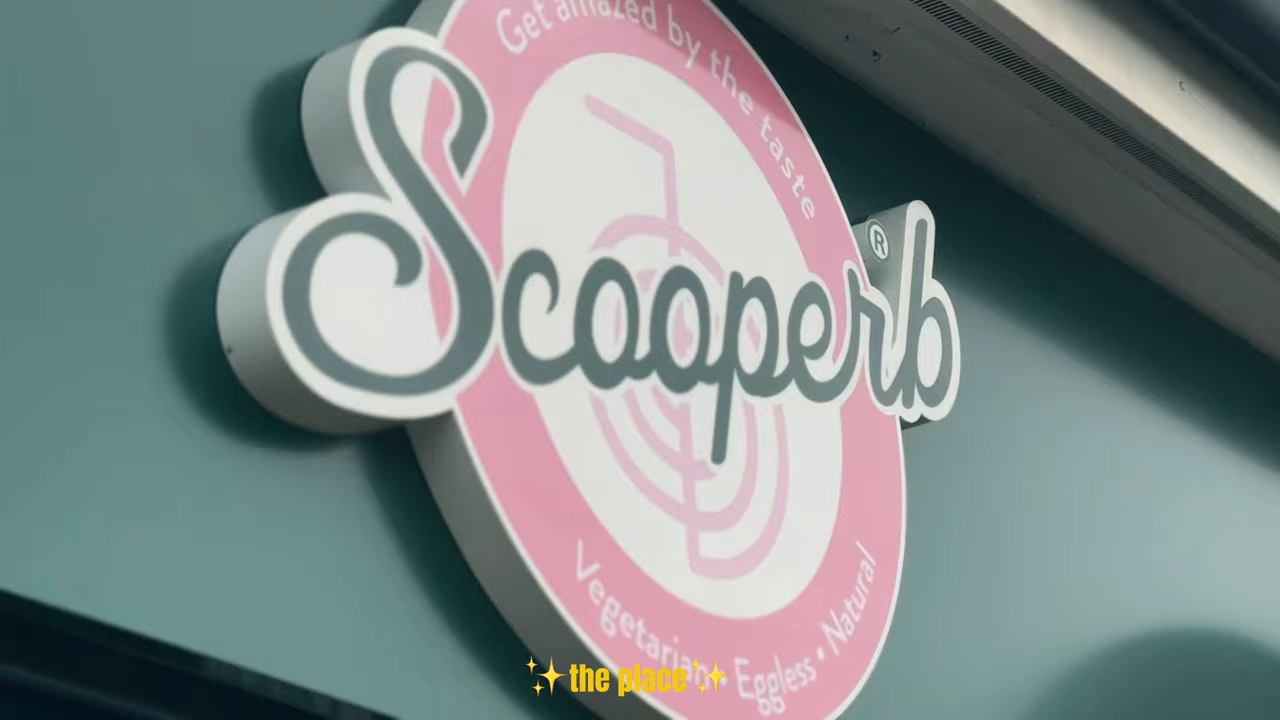 Get amazed by the taste
Scooperb
®
Vegetarian • Eggless • Natural
✨the place✨